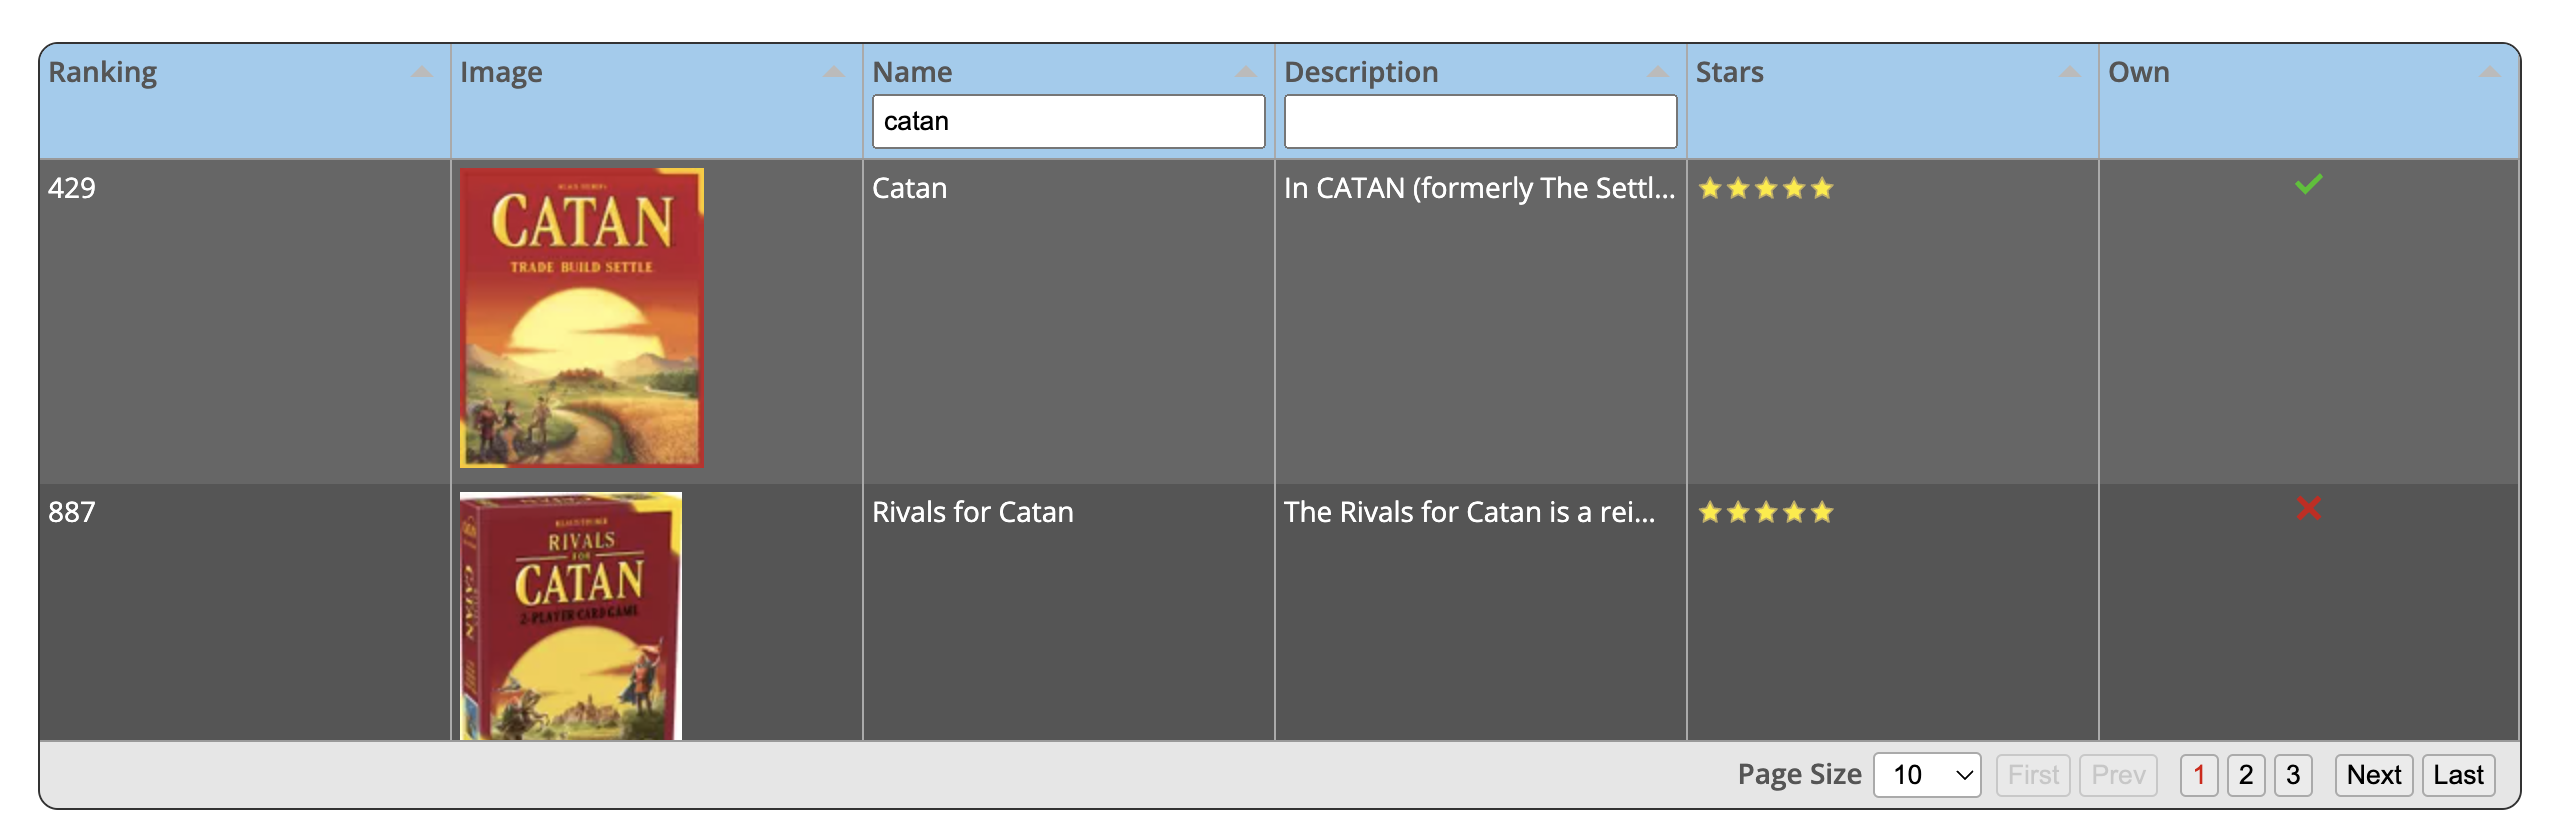 Ranking Image Name Description Stars Own
catan
429 Catan In CATAN (formerly The Settl...
CATAN
TRADE BUILD SETTLE
887 Rivals for Catan The Rivals for Catan is a rei...
RIVALS
FOR
CATAN
2-PLAYER CARD GAME
CATAN
Page Size 10 First Prev 1 2 3 Next Last